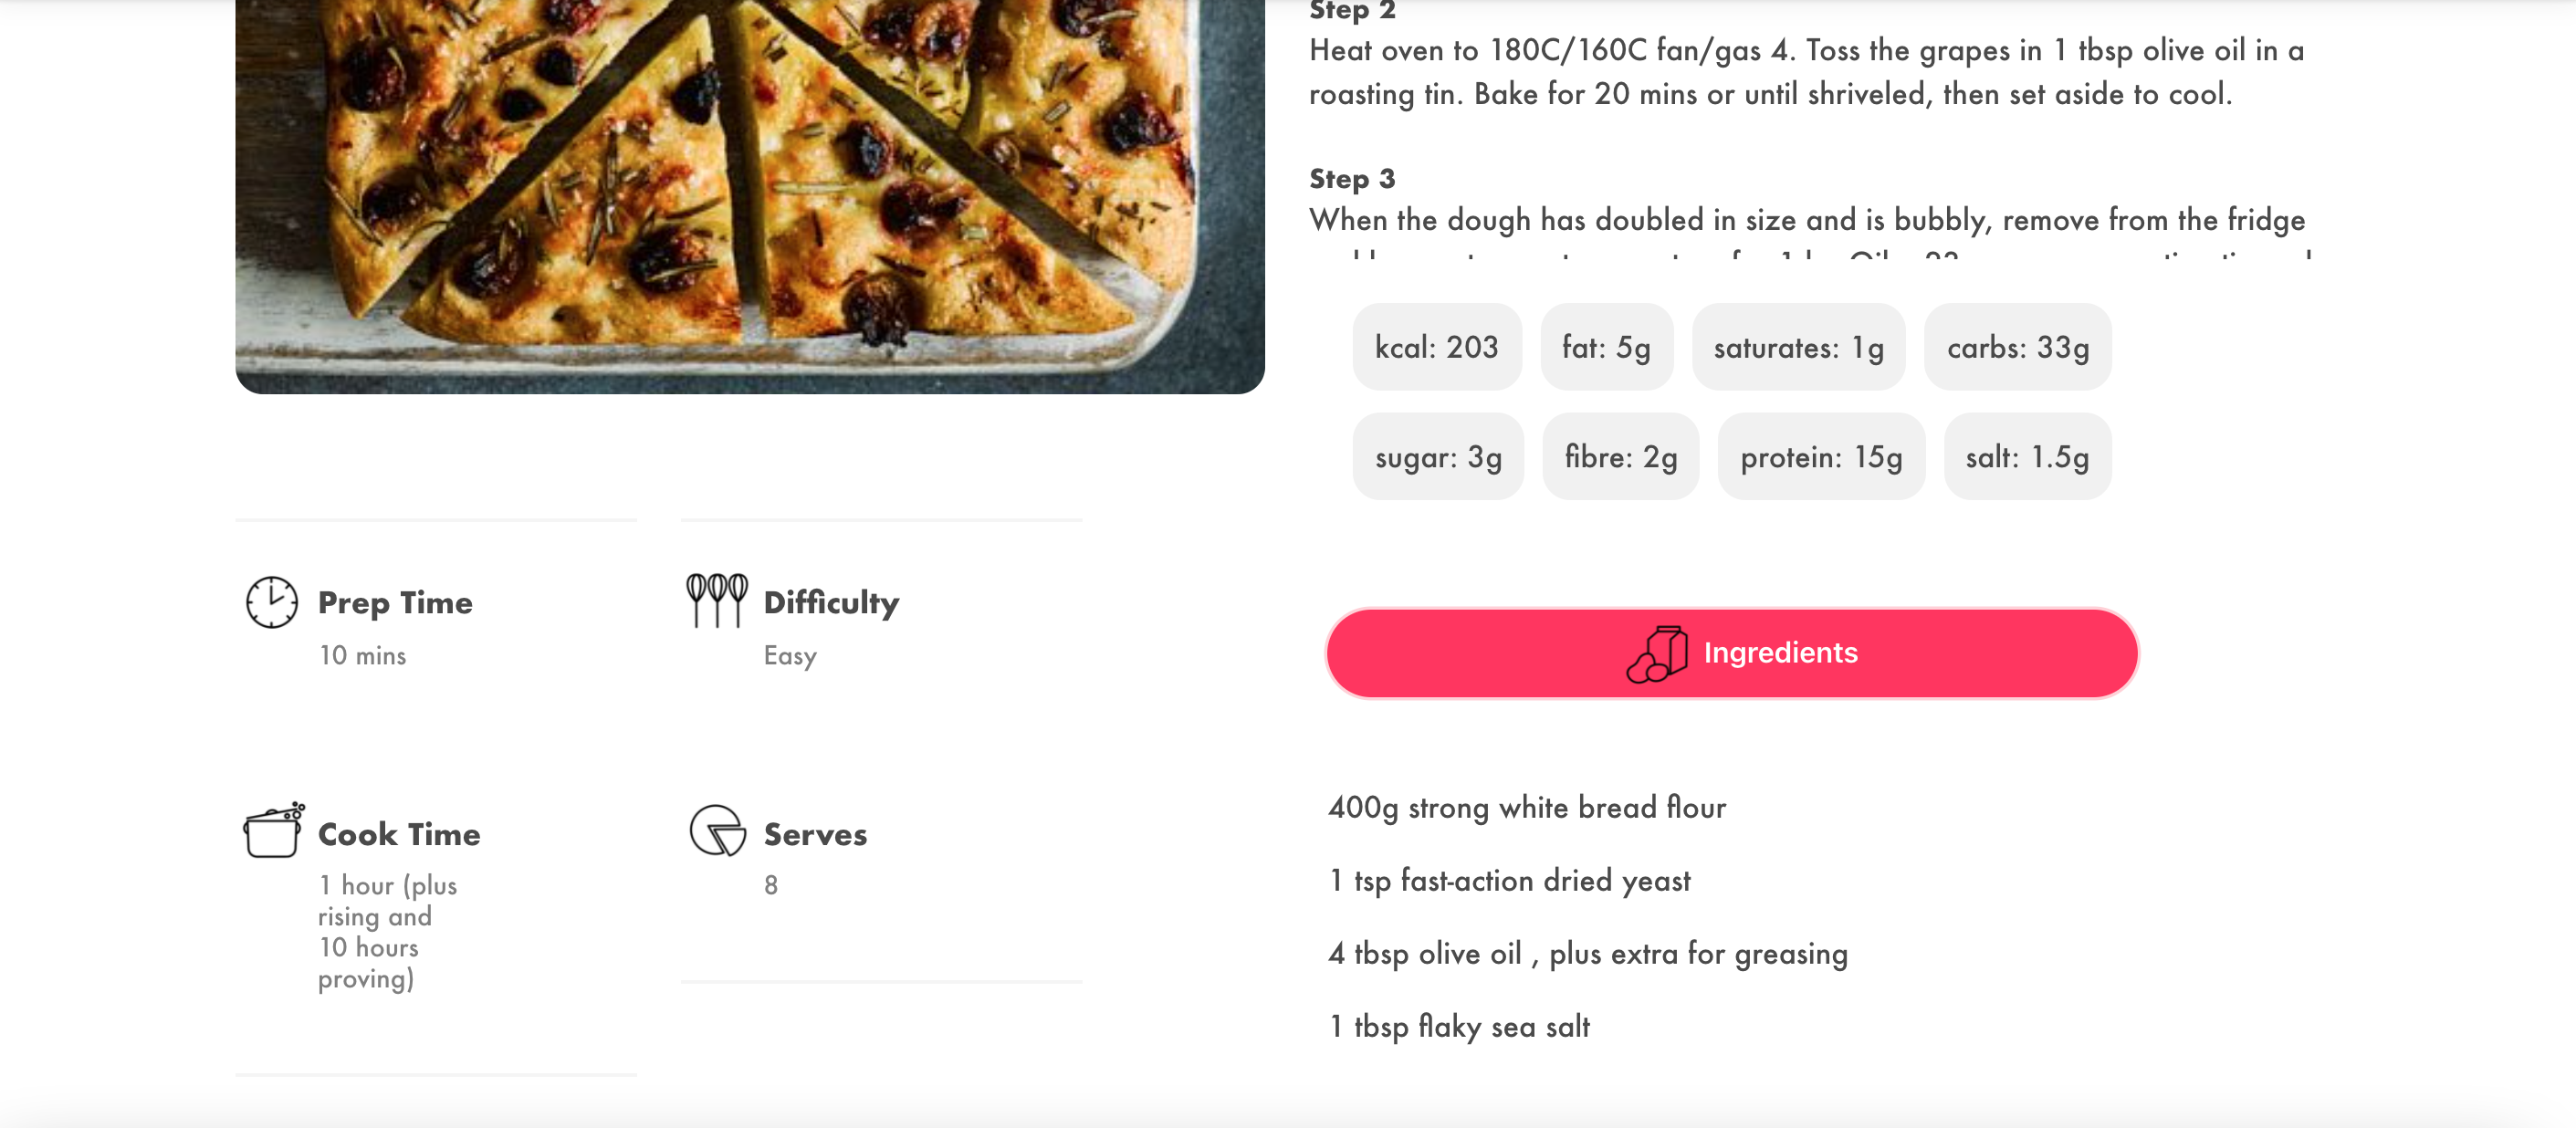 Step 2
Heat oven to 180C/160C fan/gas 4. Toss the grapes in 1 tbsp olive oil in a
roasting tin. Bake for 20 mins or until shriveled, then set aside to cool.
Step 3
When the dough has doubled in size and is bubbly, remove from the fridge
kcal: 203
fat: 5g
saturates: 1g
carbs: 33g
sugar: 3g
fibre: 2g
protein: 15g
salt: 1.5g
Prep Time
10 mins
Difficulty
Easy
Cook Time
1 hour (plus
rising and
10 hours
proving)
Serves
8
Ingredients
400g strong white bread flour
1 tsp fast-action dried yeast
4 tbsp olive oil , plus extra for greasing
1 tbsp flaky sea salt